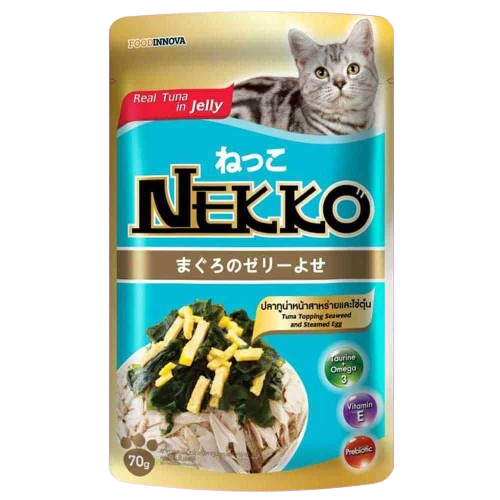 FOODINNOVA
Real Tuna
in Jelly
ねっこ
NEKKO
まぐろのゼリーよせ
ปลาทูน่าหน้าสาหร่ายและไข่ตุ๋น
Tuna Topping Seaweed
and Steamed Egg
Taurine
+
Omega
3
Vitamin
E
Prebiotic
70g